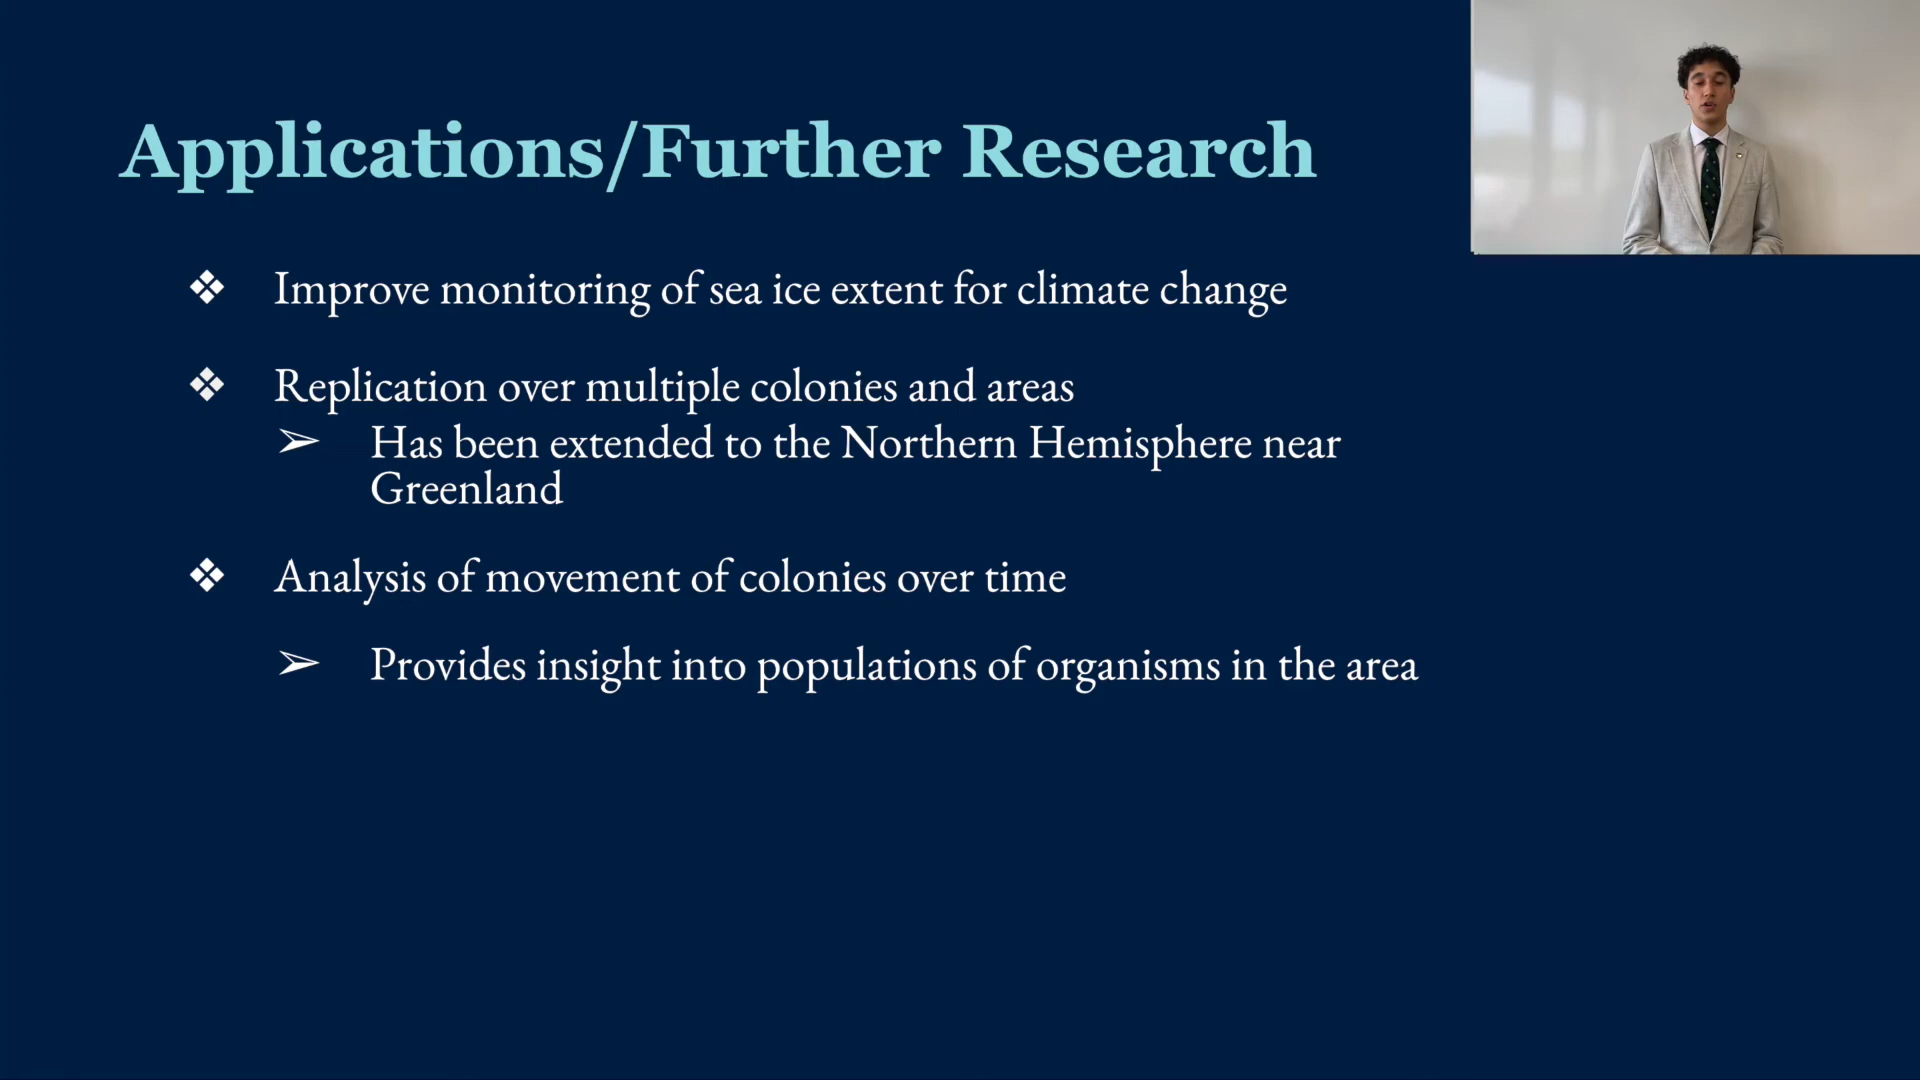 Applications/Further Research
❖ Improve monitoring of sea ice extent for climate change
❖ Replication over multiple colonies and areas
➢ Has been extended to the Northern Hemisphere near
Greenland
❖ Analysis of movement of colonies over time
➢ Provides insight into populations of organisms in the area